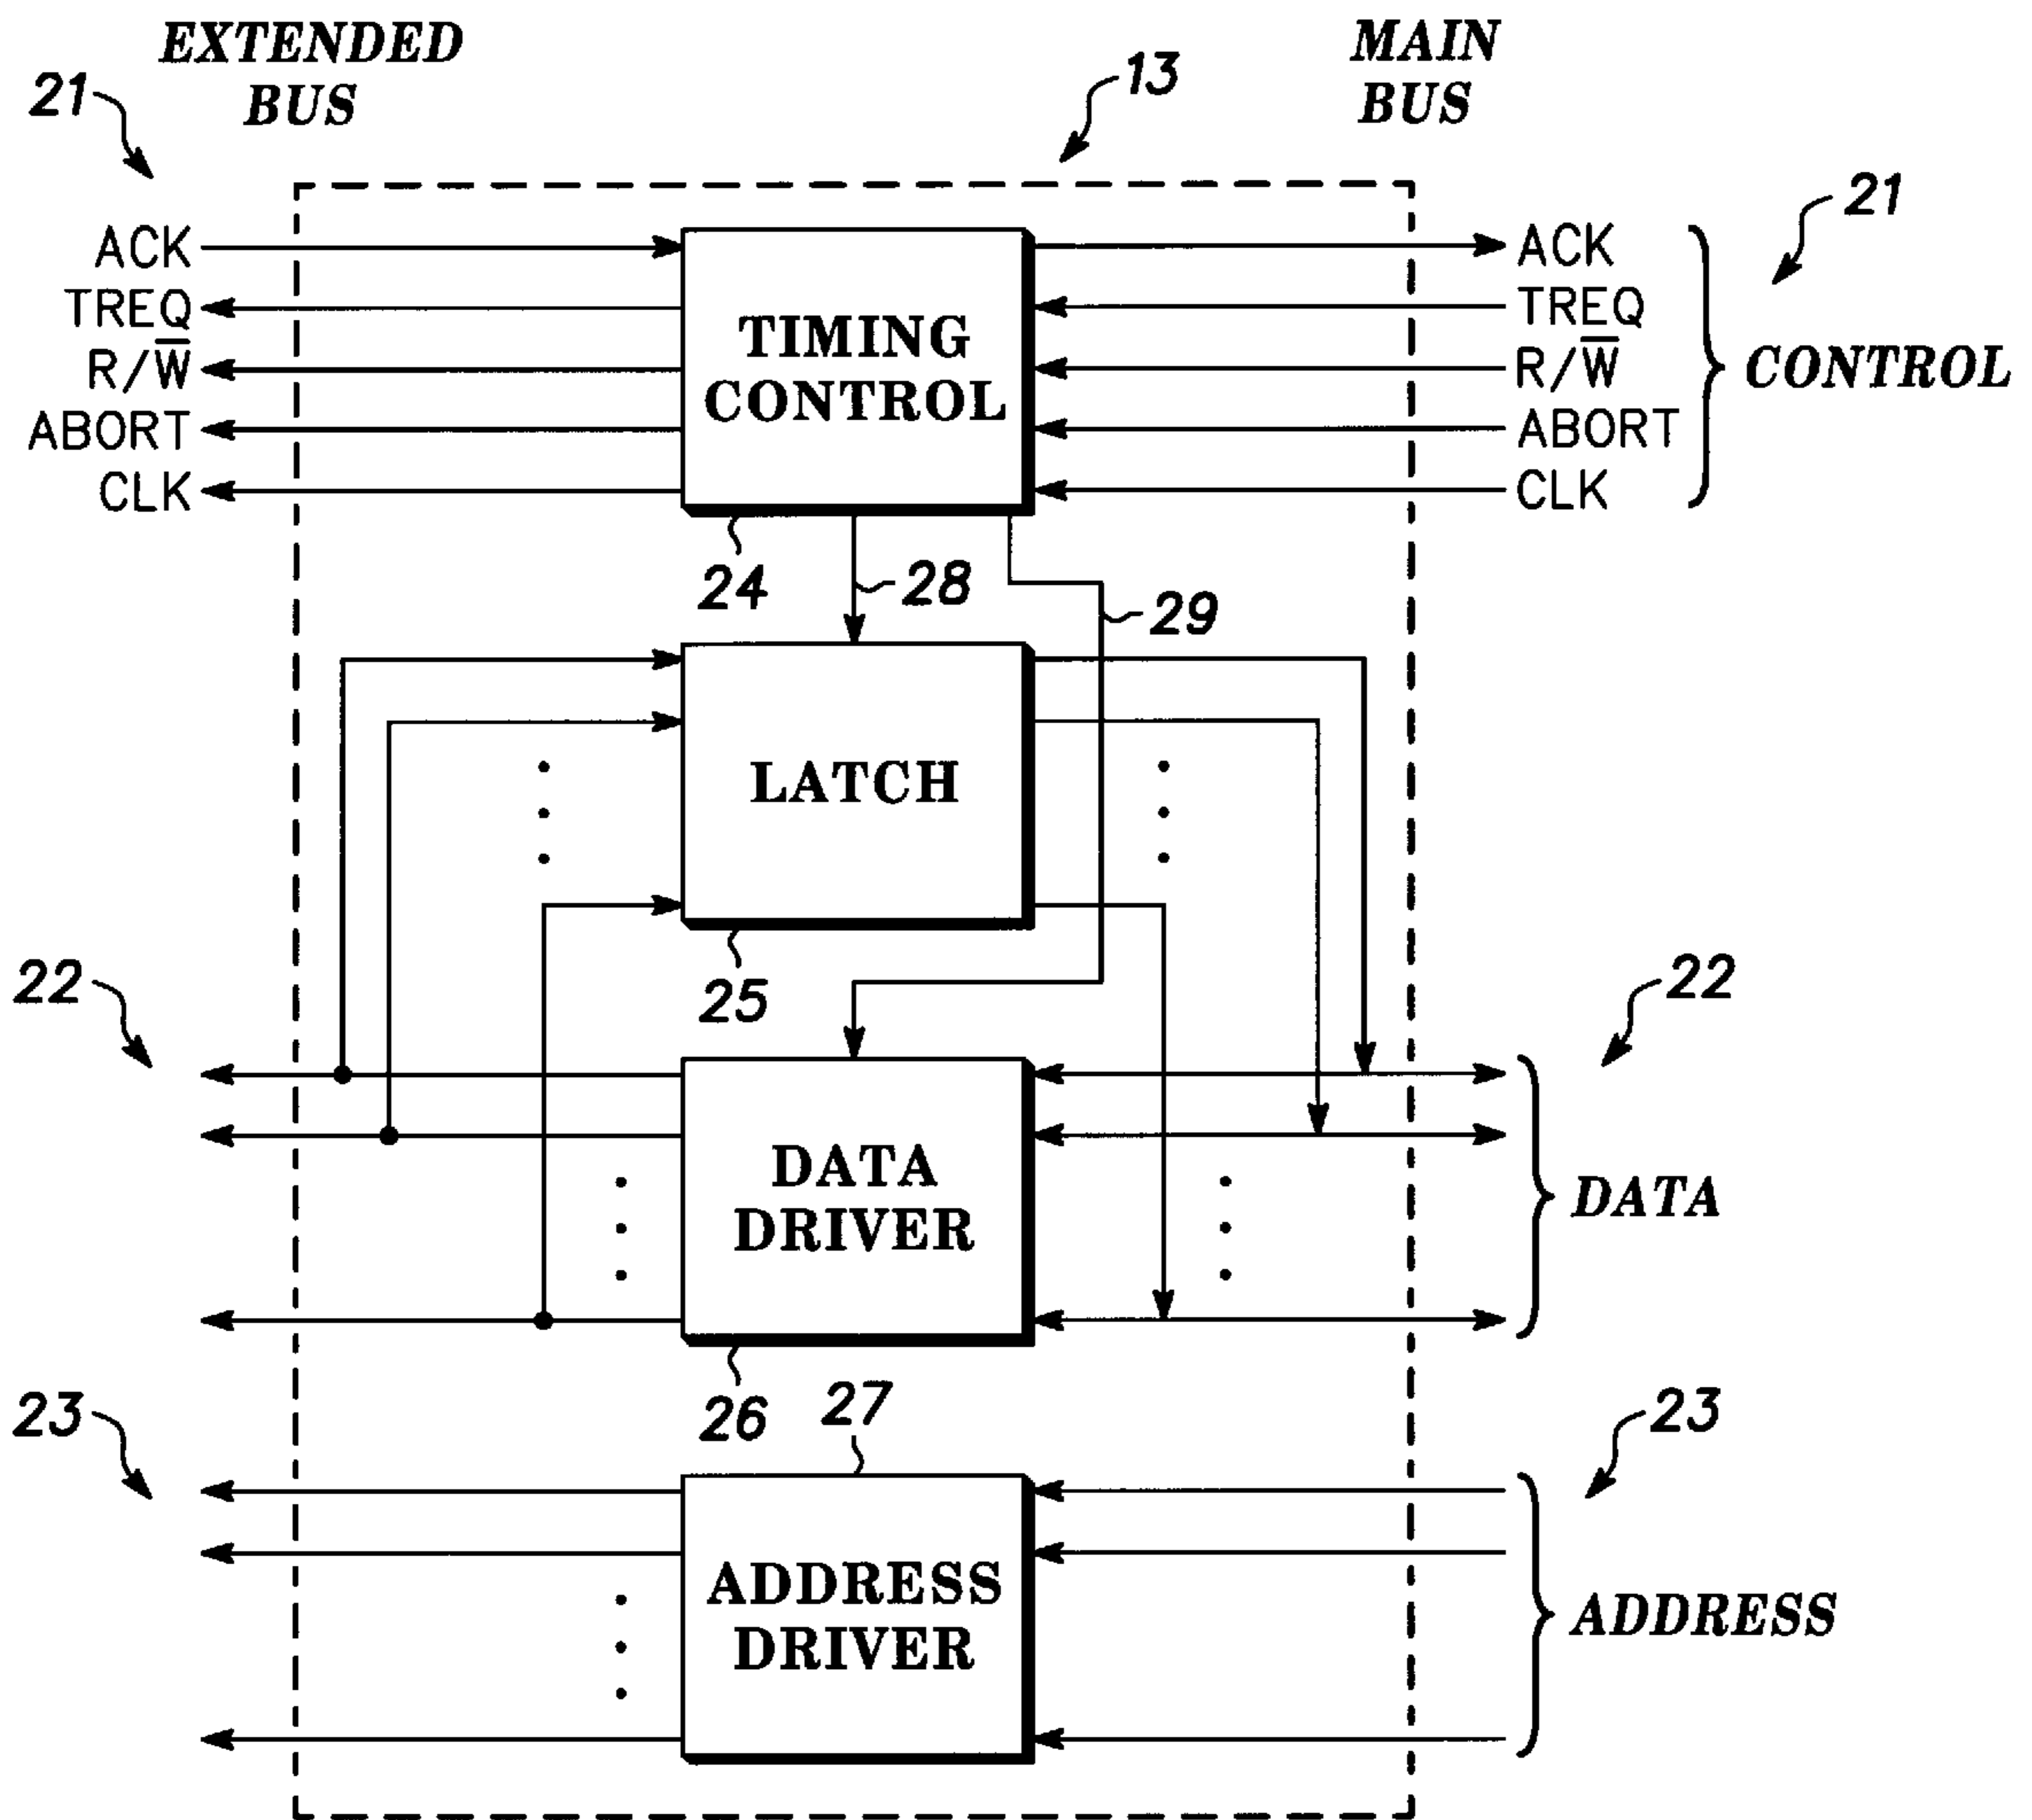 EXTENDED
BUS
MAIN
BUS
21
13
21
ACK
TREQ
R/W̅
ABORT
CLK
TIMING
CONTROL
ACK
TREQ
R/W̅
ABORT
CLK
CONTROL
24
28
29
LATCH
25
22
22
DATA
DRIVER
DATA
26
27
23
23
ADDRESS
DRIVER
ADDRESS